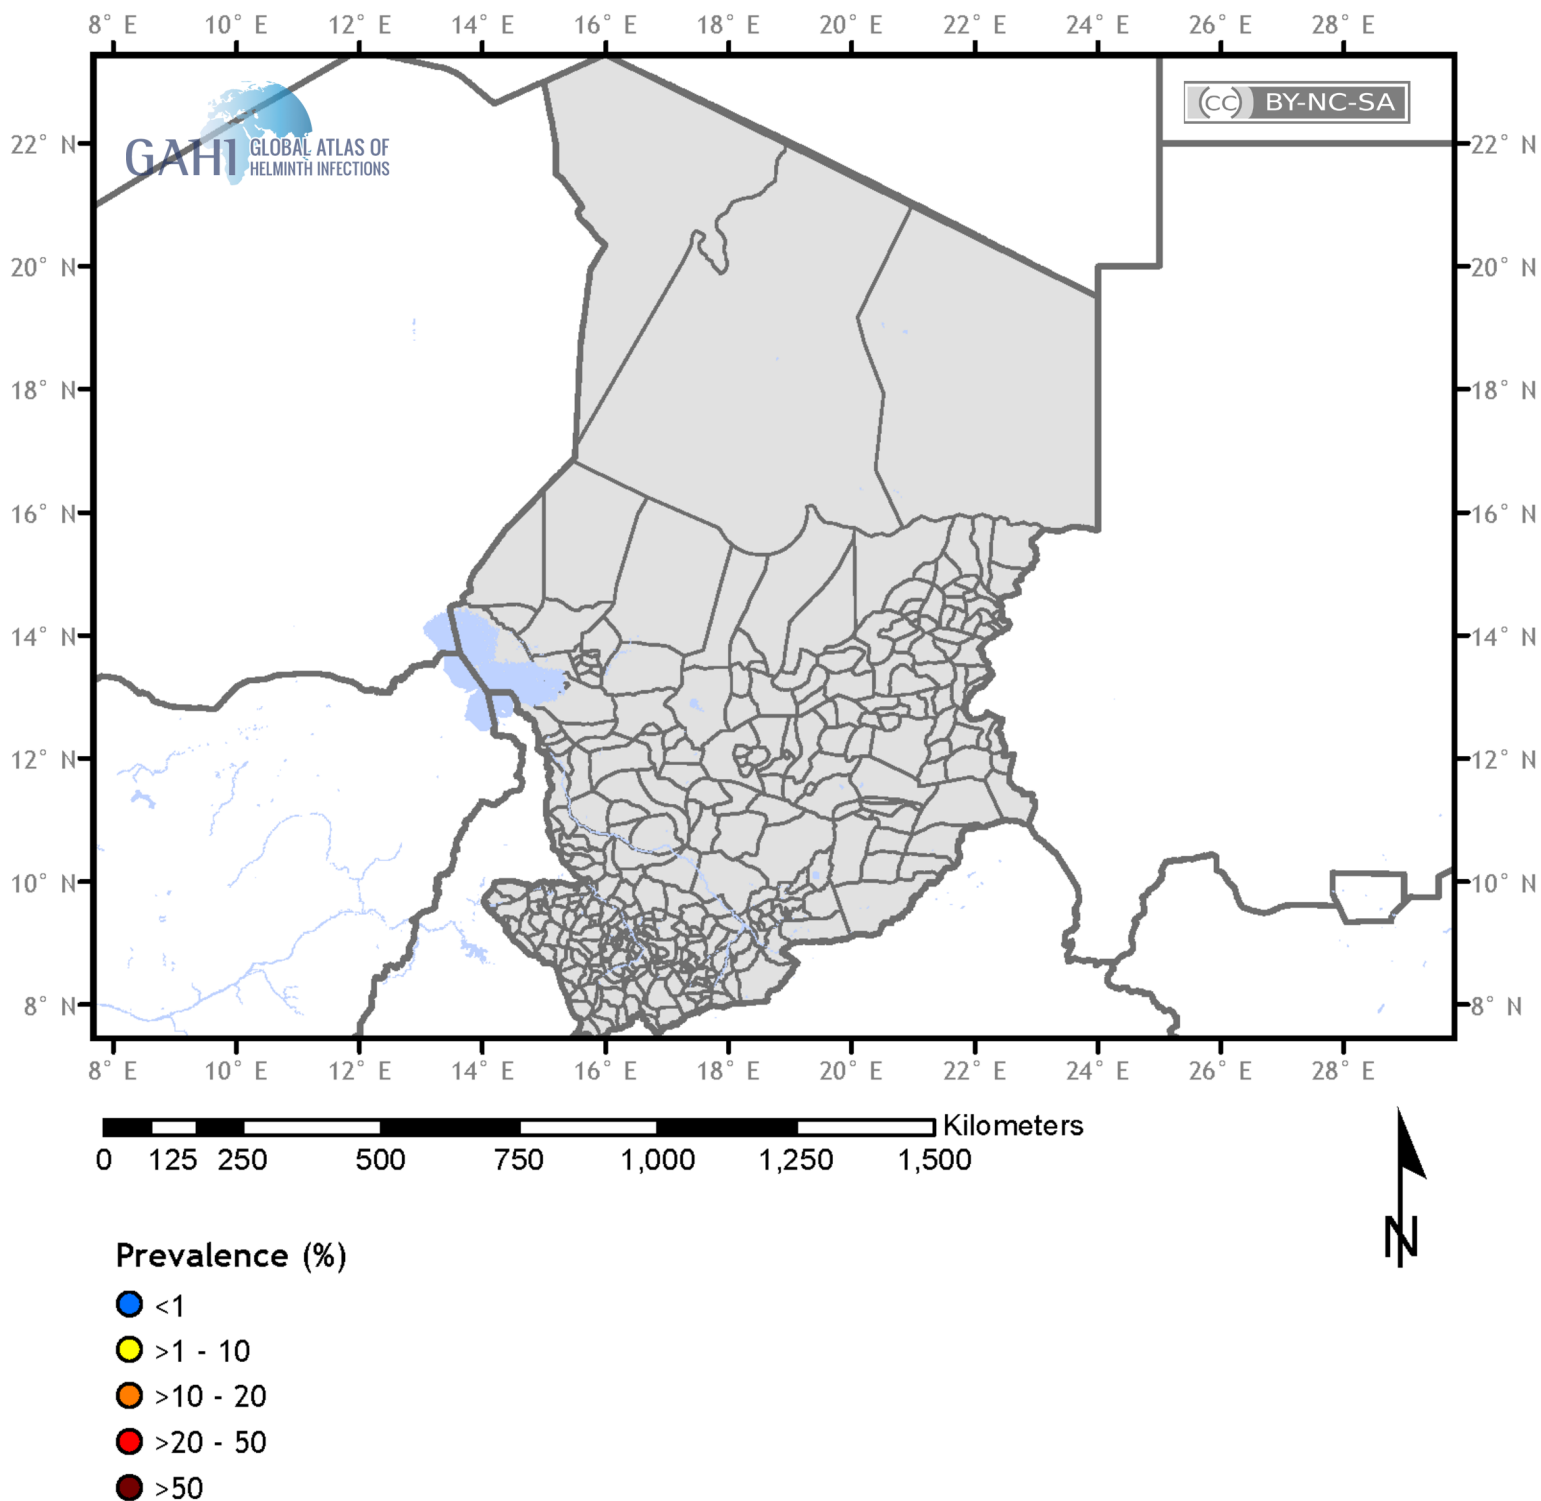 8° E 10° E 12° E 14° E 16° E 18° E 20° E 22° E 24° E 26° E 28° E
GAHI GLOBAL ATLAS OF
HELMINTH INFECTIONS
CC BY-NC-SA
22° N 22° N
20° N 20° N
18° N 18° N
16° N 16° N
14° N 14° N
12° N 12° N
10° N 10° N
8° N 8° N
8° E 10° E 12° E 14° E 16° E 18° E 20° E 22° E 24° E 26° E 28° E
Kilometers
0 125 250 500 750 1,000 1,250 1,500
N
Prevalence (%)
<1
>1 - 10
>10 - 20
>20 - 50
>50